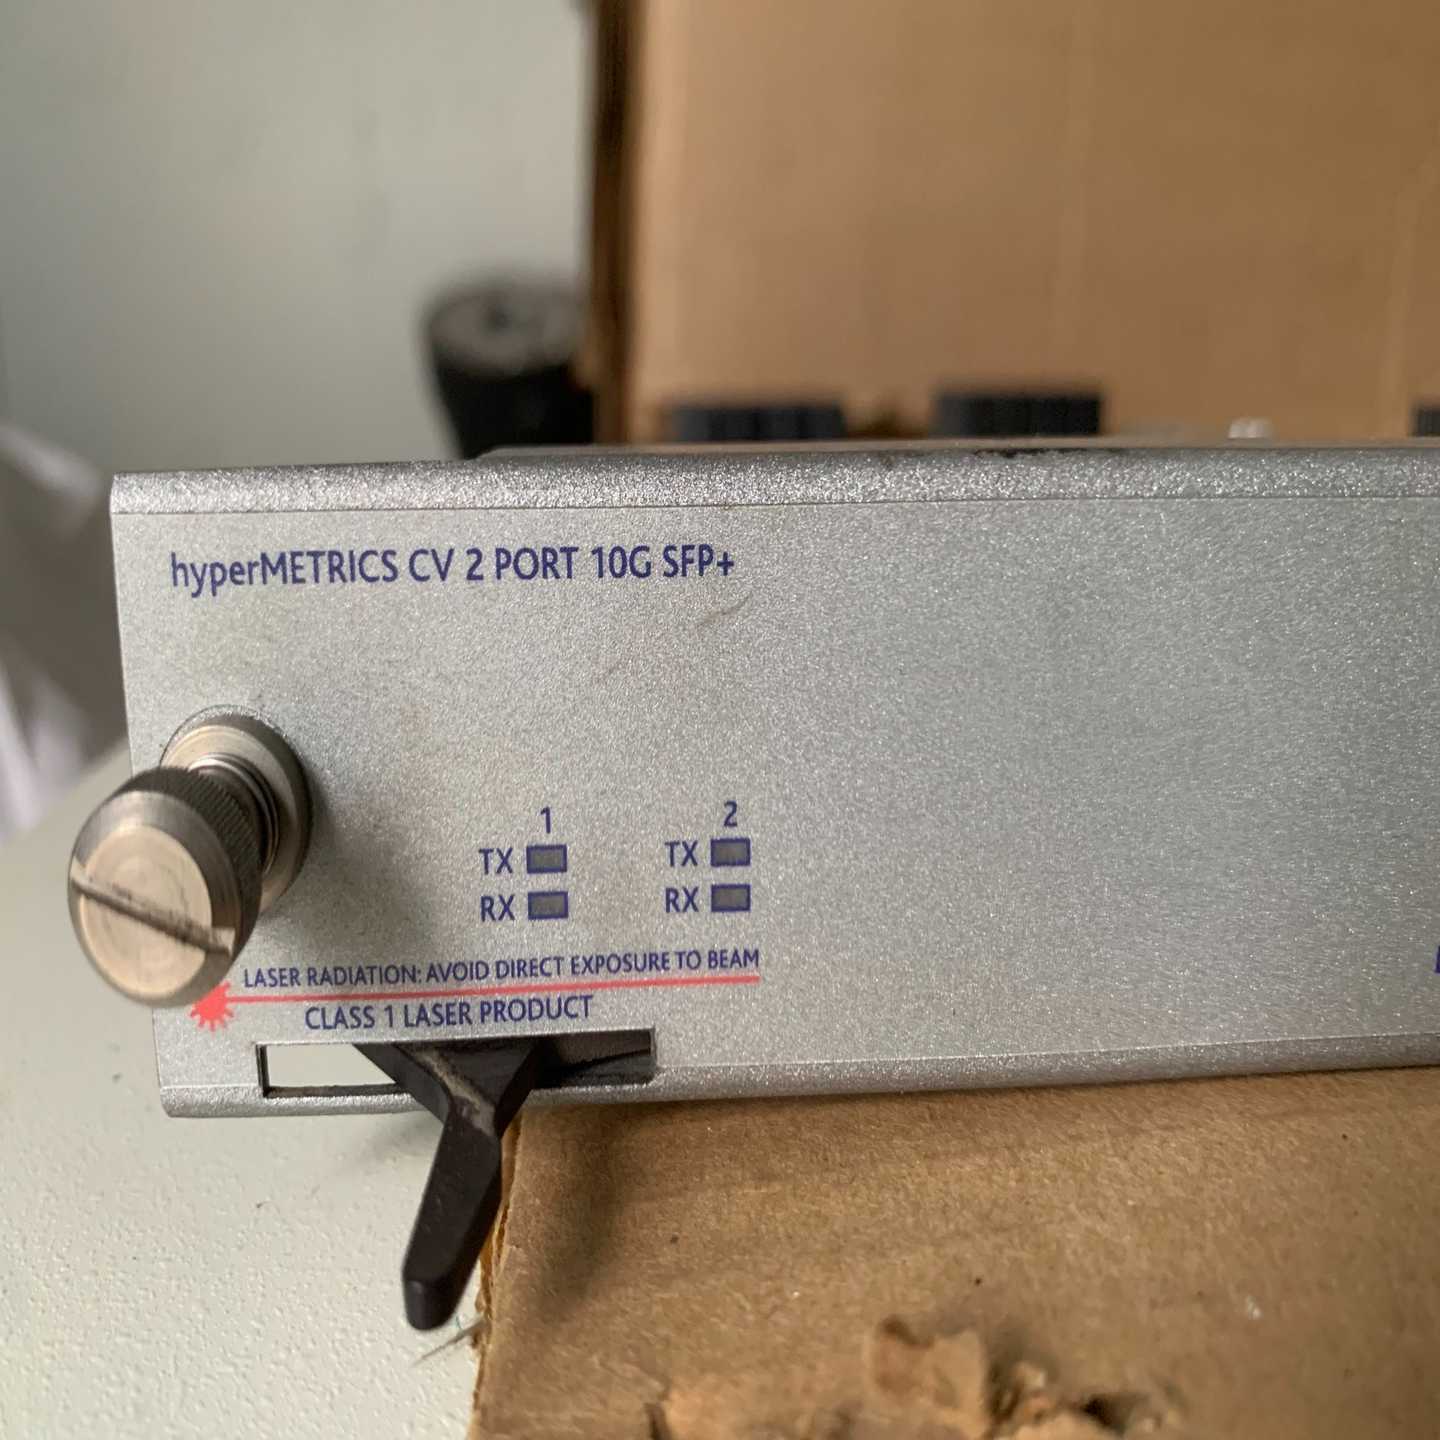 hyperMETRICS CV 2 PORT 10G SFP+
1 2
TX TX
RX RX
LASER RADIATION: AVOID DIRECT EXPOSURE TO BEAM
CLASS 1 LASER PRODUCT